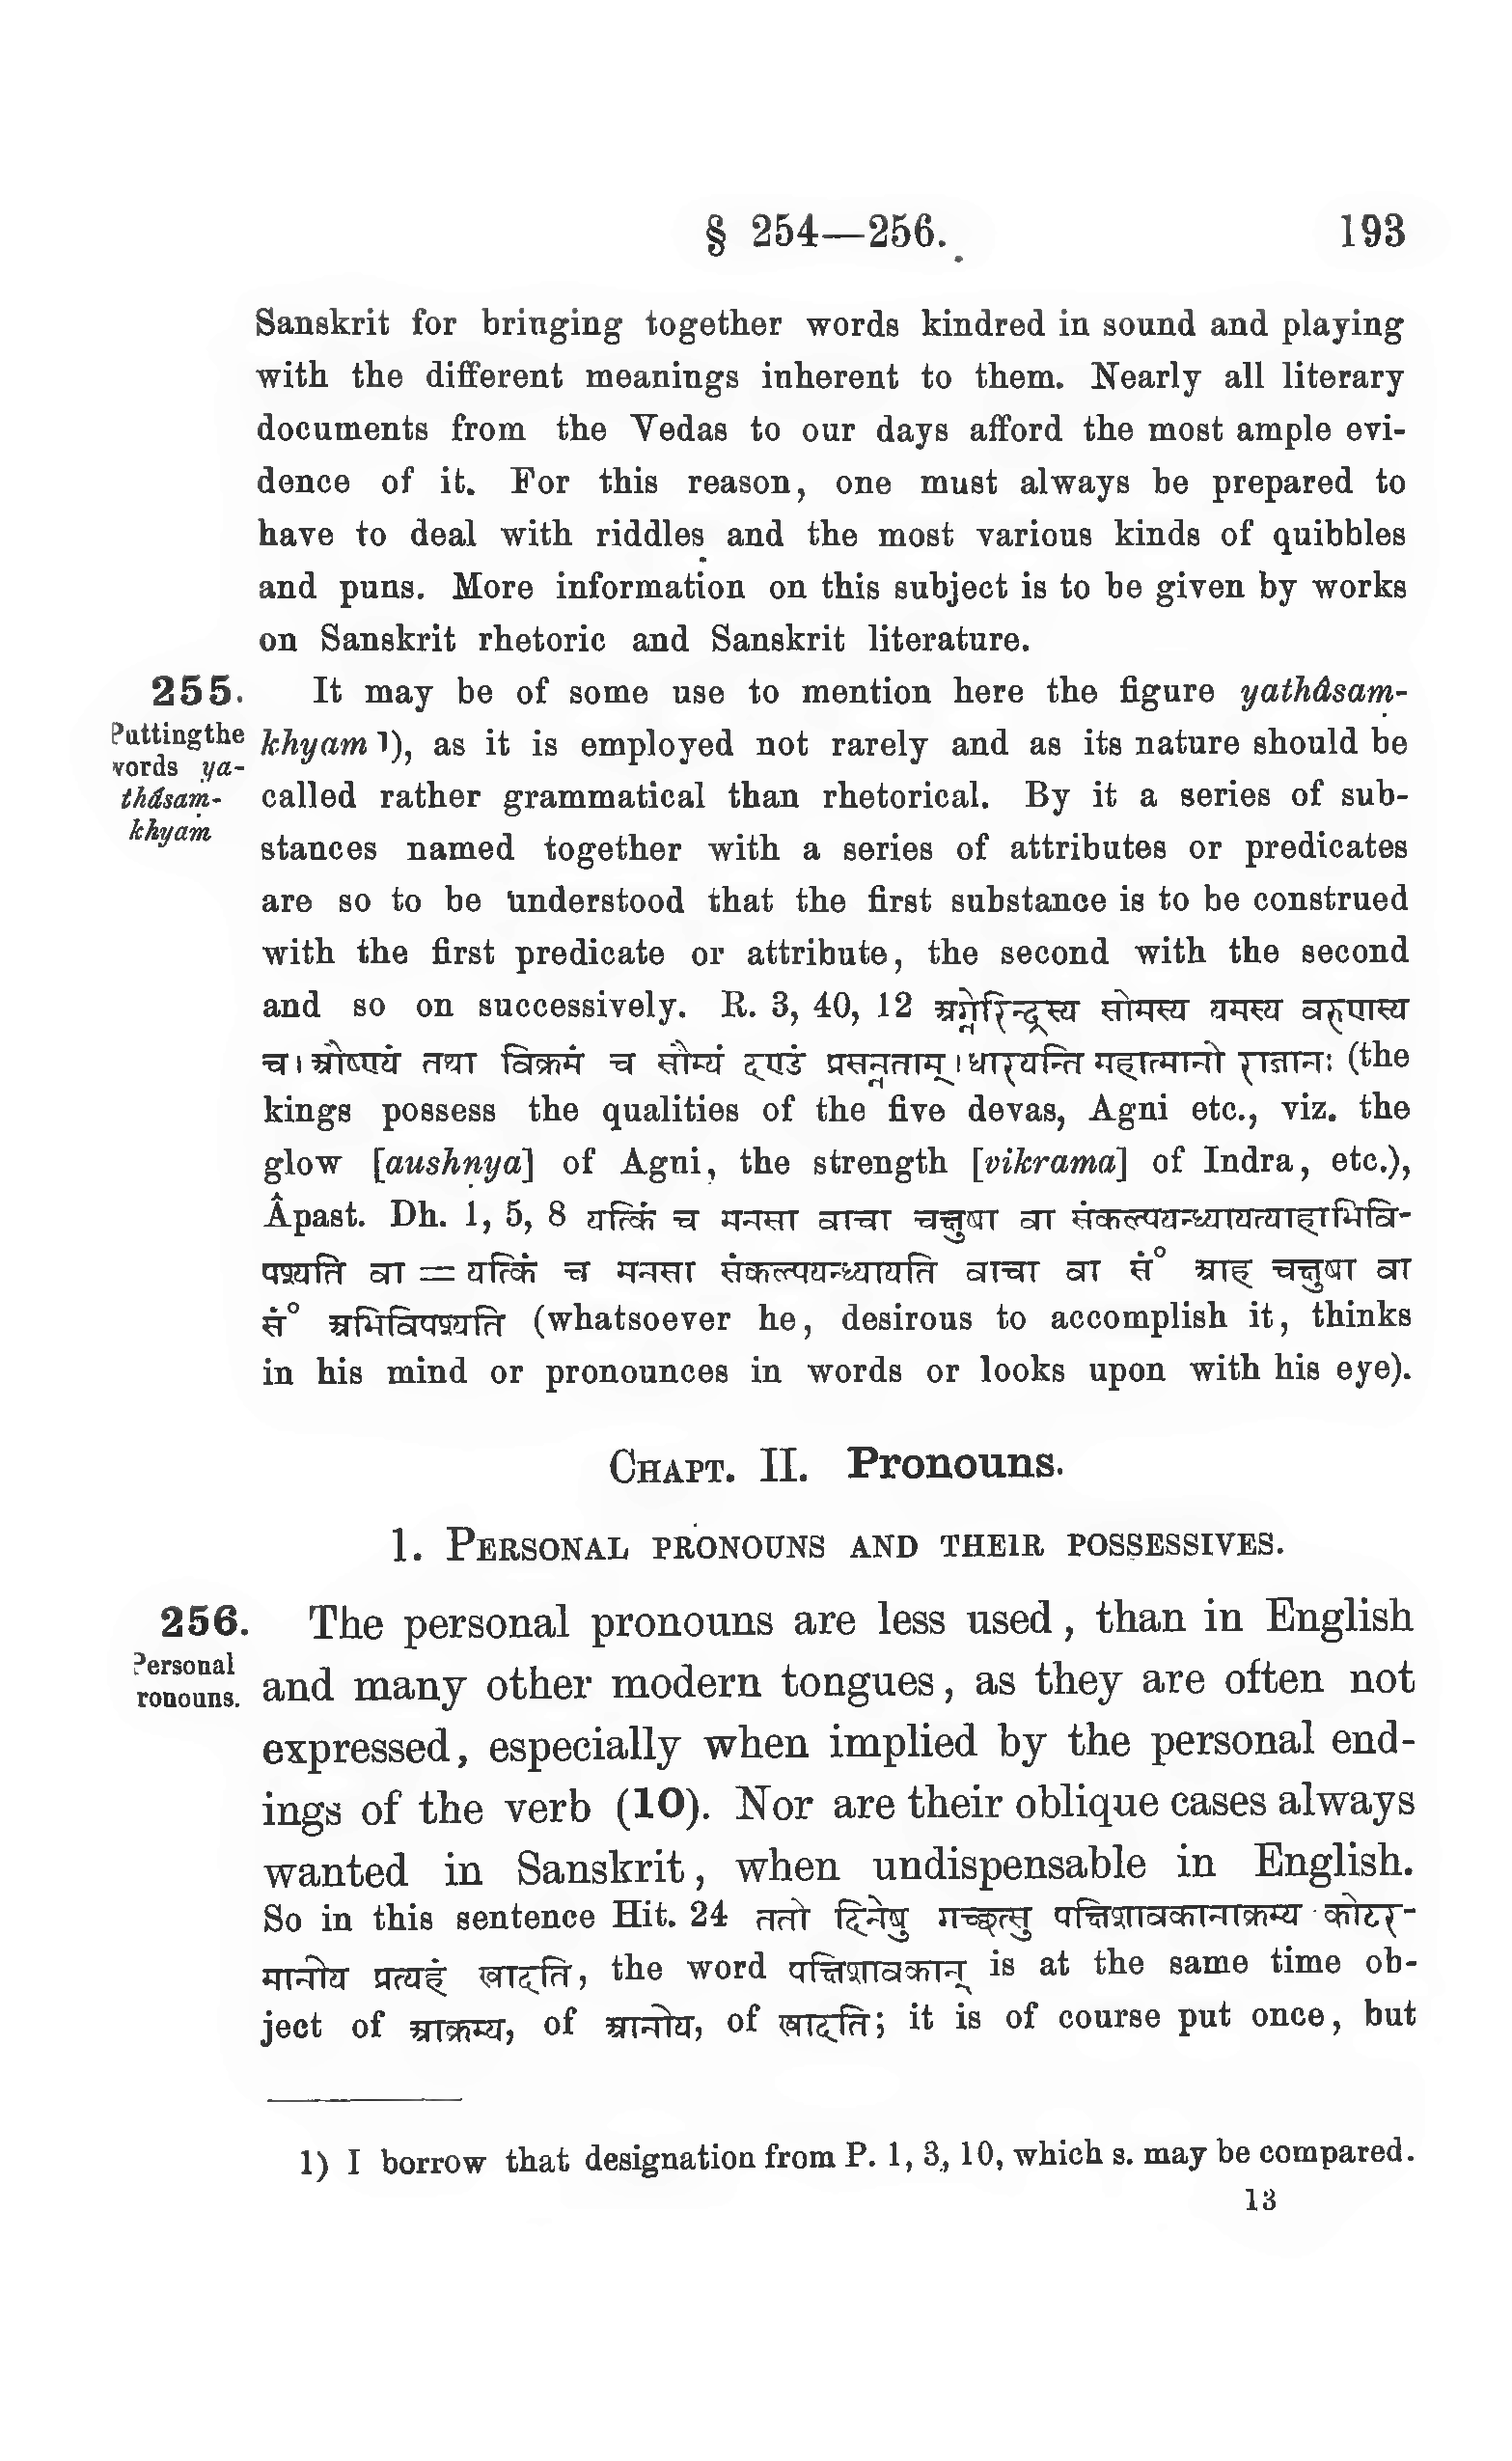 § 254—256. 193
Sanskrit for bringing together words kindred in sound and playing
with the different meanings inherent to them. Nearly all literary
documents from the Vedas to our days afford the most ample evi-
dence of it. For this reason, one must always be prepared to
have to deal with riddles and the most various kinds of quibbles
and puns. More information on this subject is to be given by works
on Sanskrit rhetoric and Sanskrit literature.
255. It may be of some use to mention here the figure yathâsaṃ-
Putting the
words ya-
thâsaṃ-
khyaṃ
khyam 1), as it is employed not rarely and as its nature should be
called rather grammatical than rhetorical. By it a series of sub-
stances named together with a series of attributes or predicates
are so to be understood that the first substance is to be construed
with the first predicate or attribute, the second with the second
and so on successively. R. 3, 40, 12 अग्नेरिन्द्रस्य सोमस्य यमस्य वरुणस्य
च। औष्ण्यं तथा विक्रमं च सौम्यं दण्डं प्रसन्नताम्। धारयन्ति महात्मानो राजानः (the
kings possess the qualities of the five devas, Agni etc., viz. the
glow [aushṇya] of Agni, the strength [vikrama] of Indra, etc.),
Âpast. Dh. 1, 5, 8 यत्किं च मनसा वाचा चक्षुषा वा संकल्पयन्ध्यायत्याहाभिवि-
पश्यति वा = यत्किं च मनसा संकल्पयन्ध्यायति वाचा वा सं° आह चक्षुषा वा
सं° अभिविपश्यति (whatsoever he, desirous to accomplish it, thinks
in his mind or pronounces in words or looks upon with his eye).
CHAPT. II. Pronouns.
1. PERSONAL PRONOUNS AND THEIR POSSESSIVES.
256. The personal pronouns are less used, than in English
Personal
ronouns.
and many other modern tongues, as they are often not
expressed, especially when implied by the personal end-
ings of the verb (10). Nor are their oblique cases always
wanted in Sanskrit, when undispensable in English.
So in this sentence Hit. 24 ततो दिनेषु गच्छत्सु पक्षिशावकानाक्रम्य कोटर-
मानीय प्रत्यहं खादति, the word पक्षिशावकान् is at the same time ob-
ject of आक्रम्य, of आनीय, of खादति; it is of course put once, but
1) I borrow that designation from P. 1, 3, 10, which s. may be compared.
13